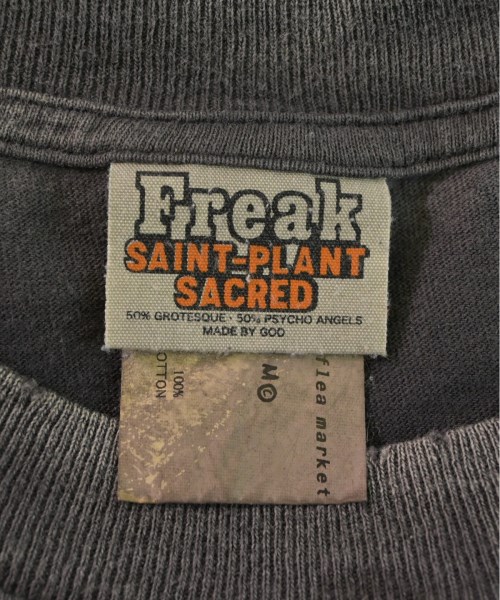 Freak
SAINT-PLANT
SACRED
50% GROTESQUE · 50% PSYCHO ANGELS
MADE BY GOD
100%
COTTON
M©
flea market